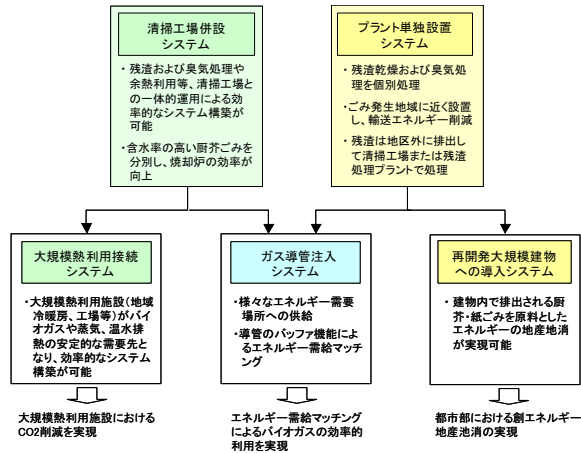 清掃工場併設
システム
・残渣および臭気処理や
余熱利用等、清掃工場と
の一体的運用による効
率的なシステム構築が
可能
・含水率の高い厨芥ごみを
分別し、焼却炉の効率が
向上
プラント単独設置
システム
・残渣乾燥および臭気処
理を個別処理
・ごみ発生地域に近く設置
し、輸送エネルギー削減
・残渣は地区外に排出し
て清掃工場または残渣
処理プラントで処理
大規模熱利用接続
システム
・大規模熱利用施設(地域
冷暖房、工場等)がバイ
オガスや蒸気、温水排
熱の安定的な需要先と
なり、効率的なシステム
構築が可能
ガス導管注入
システム
・様々なエネルギー需要
場所への供給
・導管のバッファ機能によ
るエネルギー需給マッチ
ング
再開発大規模建物
への導入システム
・建物内で排出される厨
芥・紙ごみを原料とした
エネルギーの地産地消
が実現可能
大規模熱利用施設における
CO2削減を実現
エネルギー需給マッチング
によるバイオガスの効率的
利用を実現
都市部における創エネルギー
地産池消の実現